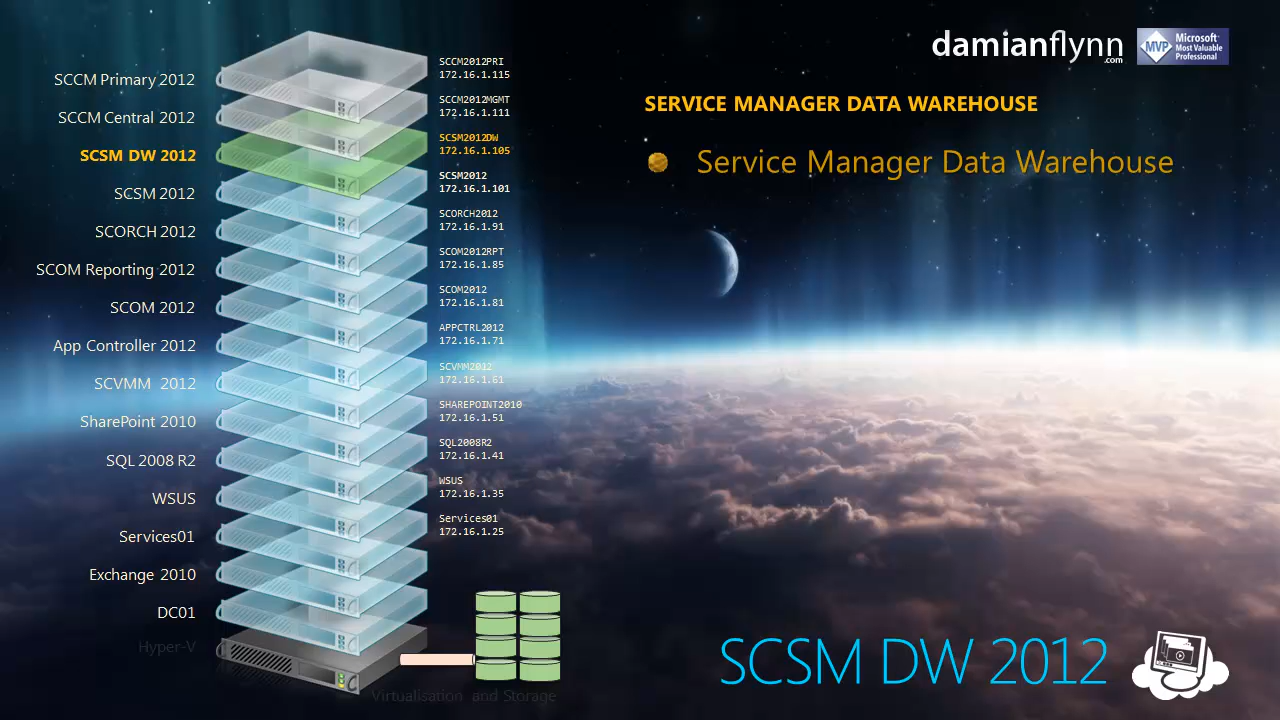 damianflynn
.com
MVP
Microsoft®
Most Valuable
Professional
SERVICE MANAGER DATA WAREHOUSE
Service Manager Data Warehouse
SCCM Primary 2012
SCCM2012PRI
172.16.1.115
SCCM Central 2012
SCCM2012MGMT
172.16.1.111
SCSM DW 2012
SCSM2012DW
172.16.1.105
SCSM 2012
SCSM2012
172.16.1.101
SCORCH 2012
SCORCH2012
172.16.1.91
SCOM Reporting 2012
SCOM2012RPT
172.16.1.85
SCOM 2012
SCOM2012
172.16.1.81
App Controller 2012
APPCTRL2012
172.16.1.71
SCVMM  2012
SCVMM2012
172.16.1.61
SharePoint 2010
SHAREPOINT2010
172.16.1.51
SQL 2008 R2
SQL2008R2
172.16.1.41
WSUS
WSUS
172.16.1.35
Services01
Services01
172.16.1.25
Exchange 2010
DC01
Hyper-V
Virtualisation and Storage
SCSM DW 2012